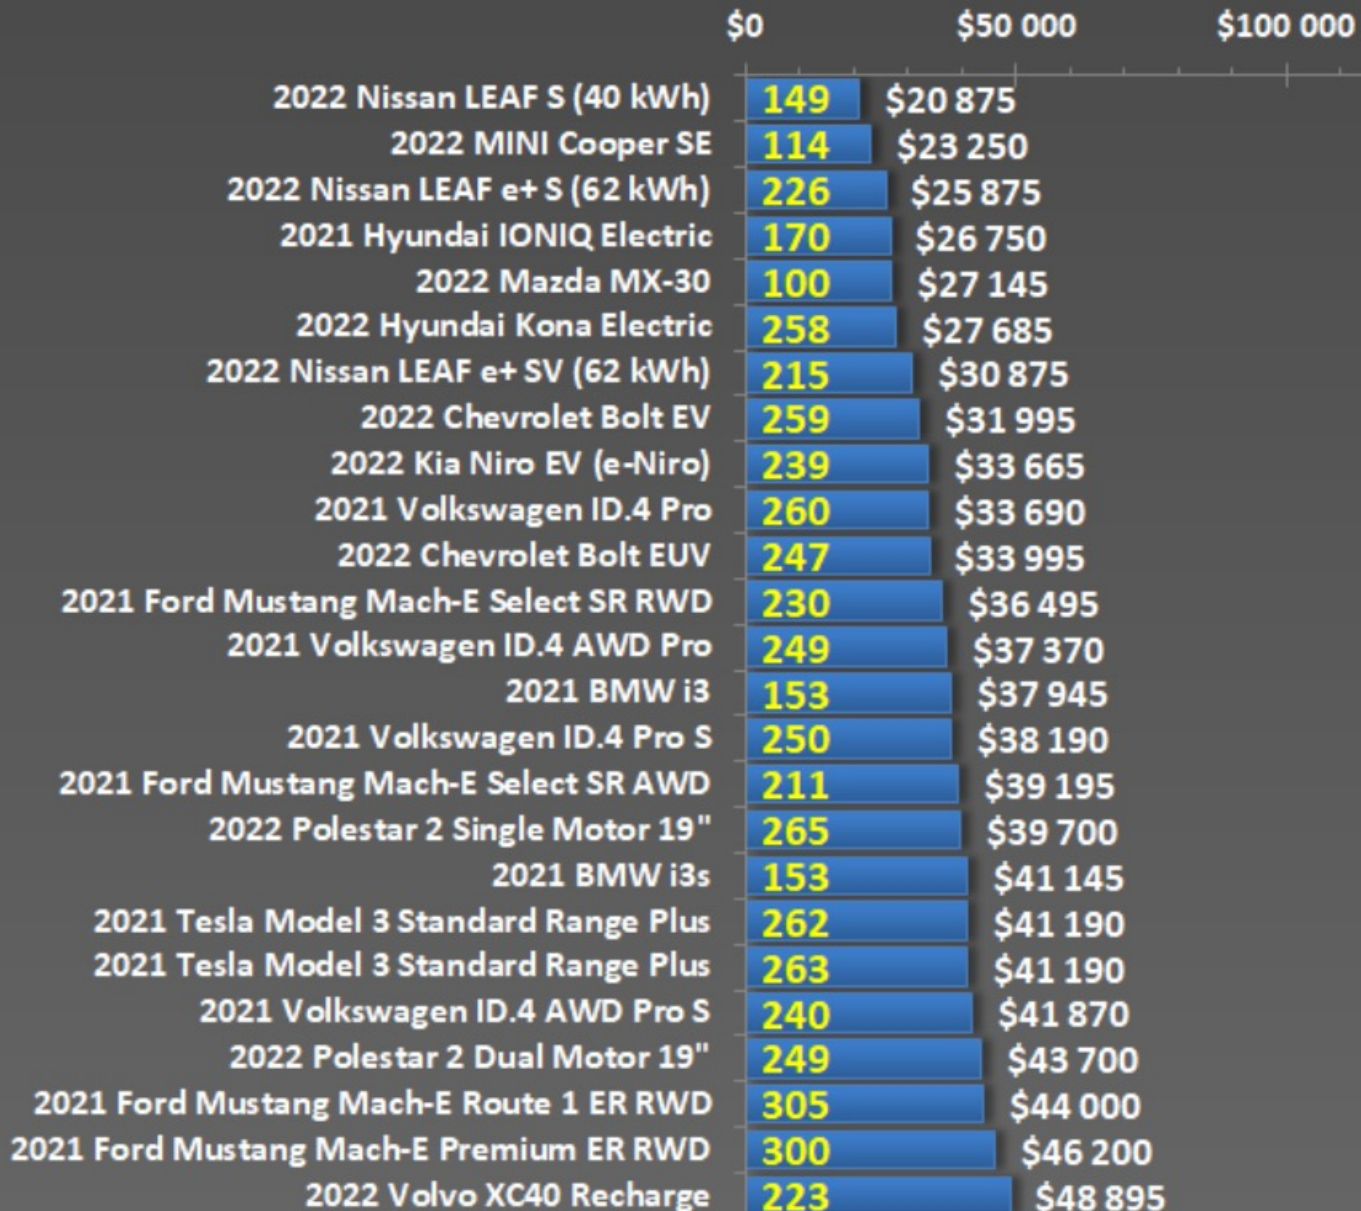 $0 $50 000 $100 000
2022 Nissan LEAF S (40 kWh) 149 $20 875
2022 MINI Cooper SE 114 $23 250
2022 Nissan LEAF e+ S (62 kWh) 226 $25 875
2021 Hyundai IONIQ Electric 170 $26 750
2022 Mazda MX-30 100 $27 145
2022 Hyundai Kona Electric 258 $27 685
2022 Nissan LEAF e+ SV (62 kWh) 215 $30 875
2022 Chevrolet Bolt EV 259 $31 995
2022 Kia Niro EV (e-Niro) 239 $33 665
2021 Volkswagen ID.4 Pro 260 $33 690
2022 Chevrolet Bolt EUV 247 $33 995
2021 Ford Mustang Mach-E Select SR RWD 230 $36 495
2021 Volkswagen ID.4 AWD Pro 249 $37 370
2021 BMW i3 153 $37 945
2021 Volkswagen ID.4 Pro S 250 $38 190
2021 Ford Mustang Mach-E Select SR AWD 211 $39 195
2022 Polestar 2 Single Motor 19" 265 $39 700
2021 BMW i3s 153 $41 145
2021 Tesla Model 3 Standard Range Plus 262 $41 190
2021 Tesla Model 3 Standard Range Plus 263 $41 190
2021 Volkswagen ID.4 AWD Pro S 240 $41 870
2022 Polestar 2 Dual Motor 19" 249 $43 700
2021 Ford Mustang Mach-E Route 1 ER RWD 305 $44 000
2021 Ford Mustang Mach-E Premium ER RWD 300 $46 200
2022 Volvo XC40 Recharge 223 $48 895